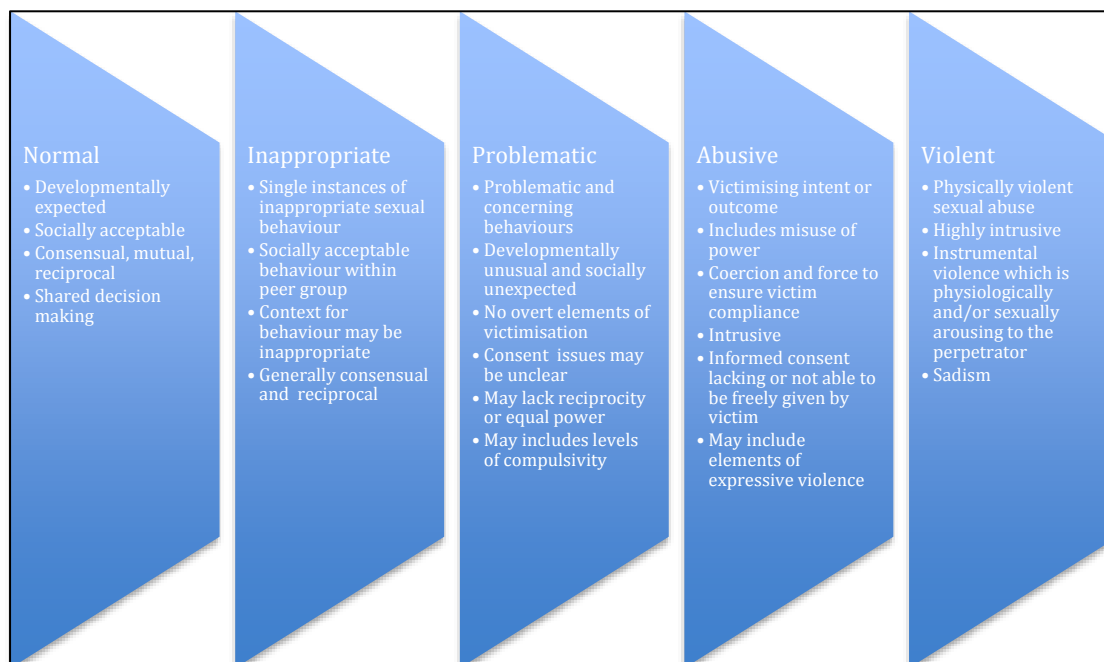 Normal
• Developmentally
expected
• Socially acceptable
• Consensual, mutual,
reciprocal
• Shared decision
making
Inappropriate
• Single instances of
inappropriate sexual
behaviour
• Socially acceptable
behaviour within
peer group
• Context for
behaviour may be
inappropriate
• Generally consensual
and reciprocal
Problematic
• Problematic and
concerning
behaviours
• Developmentally
unusual and socially
unexpected
• No overt elements of
victimisation
• Consent issues may
be unclear
• May lack reciprocity
or equal power
• May includes levels
of compulsivity
Abusive
• Victimising intent or
outcome
• Includes misuse of
power
• Coercion and force to
ensure victim
compliance
• Intrusive
• Informed consent
lacking or not able to
be freely given by
victim
• May include
elements of
expressive violence
Violent
• Physically violent
sexual abuse
• Highly intrusive
• Instrumental
violence which is
physiologically
and/or sexually
arousing to the
perpetrator
• Sadism